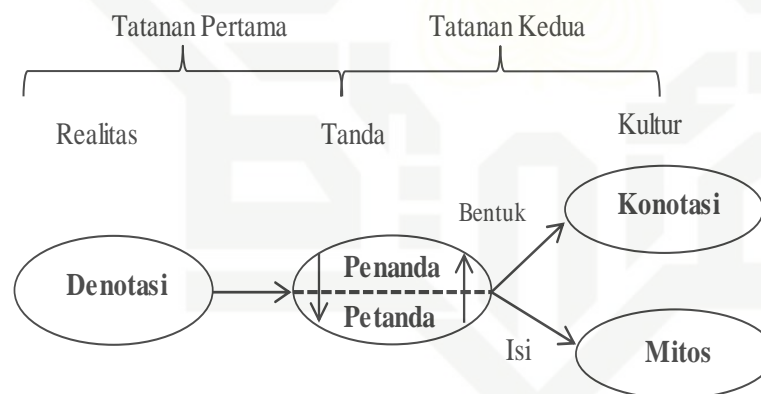 Tatanan Pertama
Tatanan Kedua
Realitas
Tanda
Kultur
Bentuk
Konotasi
Denotasi
Penanda
Petanda
Isi
Mitos